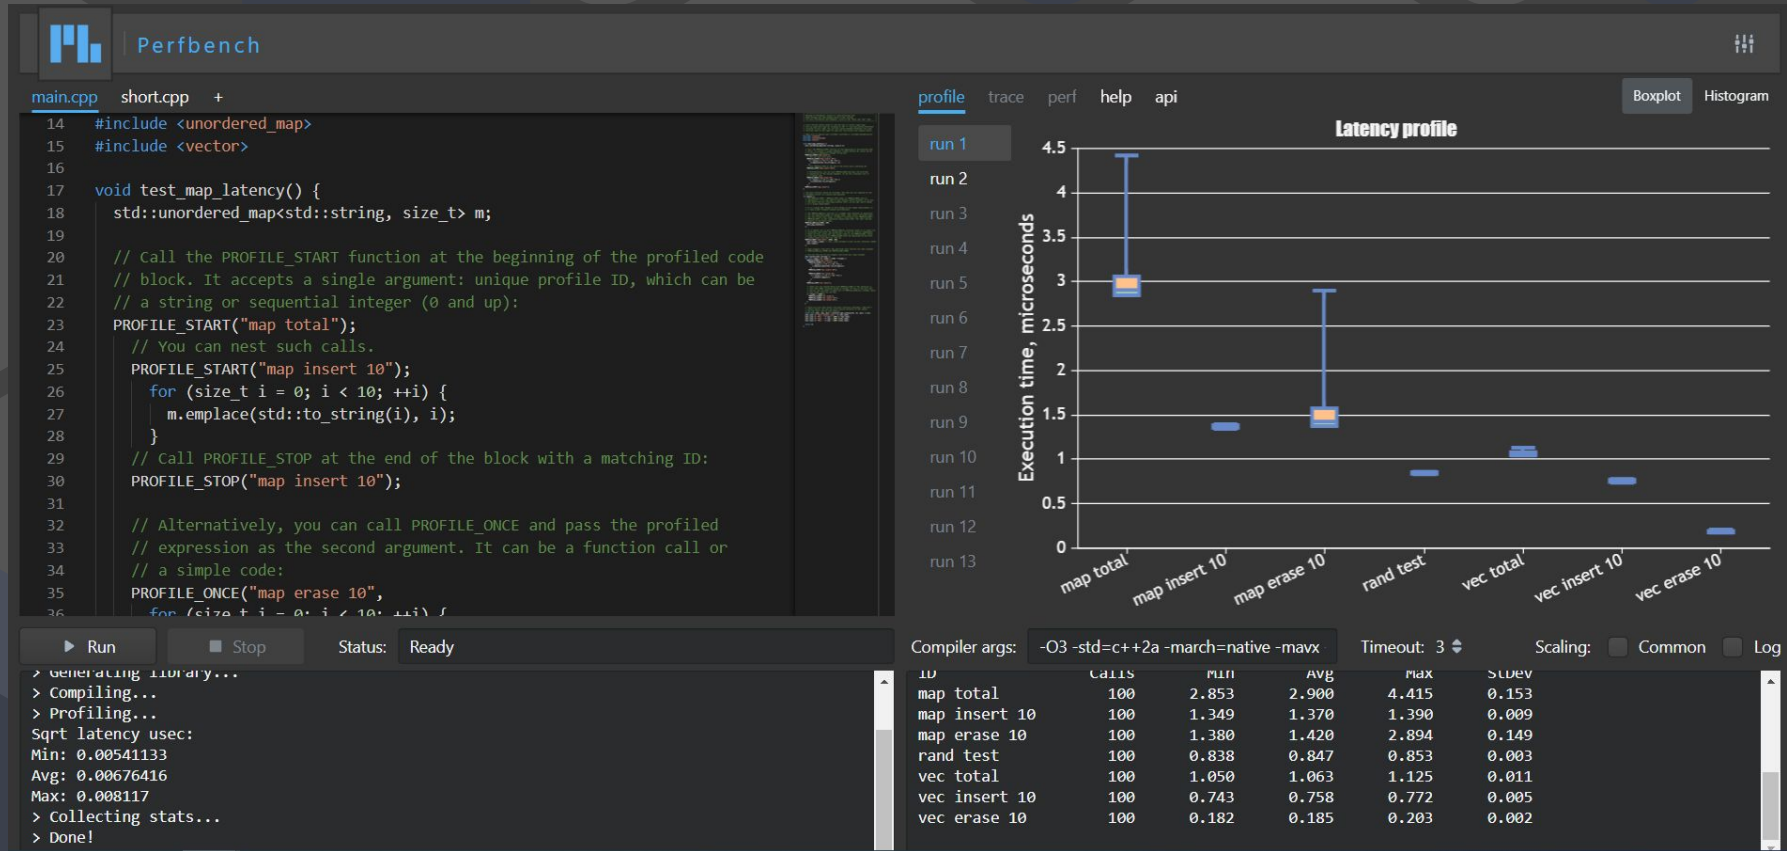 Perfbench
main.cpp short.cpp +
14 #include <unordered_map>
15 #include <vector>
16
17 void test_map_latency() {
18 std::unordered_map<std::string, size_t> m;
19
20 // Call the PROFILE_START function at the beginning of the profiled code
21 // block. It accepts a single argument: unique profile ID, which can be
22 // a string or sequential integer (0 and up):
23 PROFILE_START("map total");
24 // You can nest such calls.
25 PROFILE_START("map insert 10");
26 for (size_t i = 0; i < 10; ++i) {
27 m.emplace(std::to_string(i), i);
28 }
29 // Call PROFILE_STOP at the end of the block with a matching ID:
30 PROFILE_STOP("map insert 10");
31
32 // Alternatively, you can call PROFILE_ONCE and pass the profiled
33 // expression as the second argument. It can be a function call or
34 // a simple code:
35 PROFILE_ONCE("map erase 10",
36 for (size_t i = 0; i < 10; ++i) {
profile trace perf help api
Boxplot Histogram
run 1
run 2
run 3
run 4
run 5
run 6
run 7
run 8
run 9
run 10
run 11
run 12
run 13
Latency profile
Execution time, microseconds
4.5
4
3.5
3
2.5
2
1.5
1
0.5
0
map total
map insert 10
map erase 10
rand test
vec total
vec insert 10
vec erase 10
Run Stop Status: Ready
Compiler args: -O3 -std=c++2a -march=native -mavx Timeout: 3 Scaling: Common Log
> Generating library...
> Compiling...
> Profiling...
Sqrt latency usec:
Min: 0.00541133
Avg: 0.00676416
Max: 0.008117
> Collecting stats...
> Done!
ID Calls Min Avg Max StDev
map total 100 2.853 2.900 4.415 0.153
map insert 10 100 1.349 1.370 1.390 0.009
map erase 10 100 1.380 1.420 2.894 0.149
rand test 100 0.838 0.847 0.853 0.003
vec total 100 1.050 1.063 1.125 0.011
vec insert 10 100 0.743 0.758 0.772 0.005
vec erase 10 100 0.182 0.185 0.203 0.002